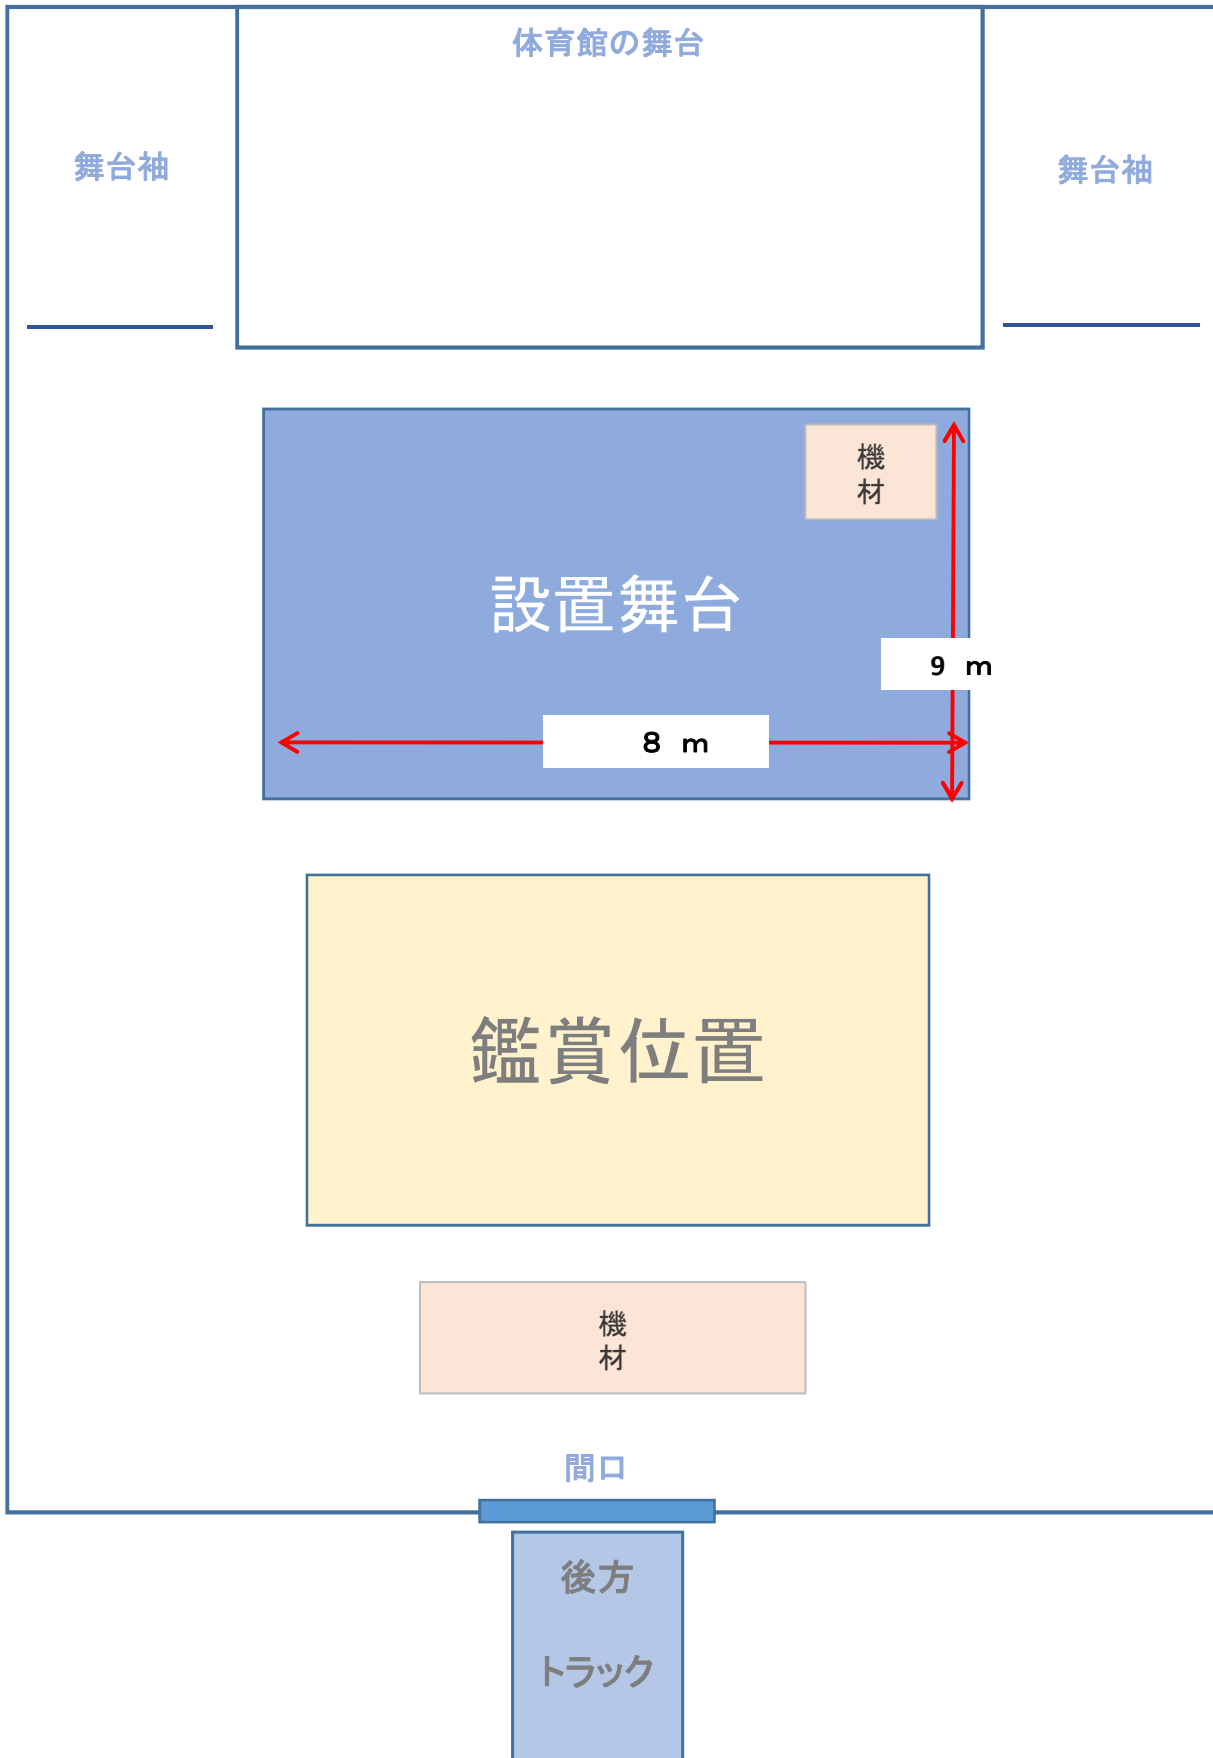 体育館の舞台
舞台袖
舞台袖
機
材
設置舞台
９ ｍ
８ ｍ
鑑賞位置
機
材
間口
後方
トラック